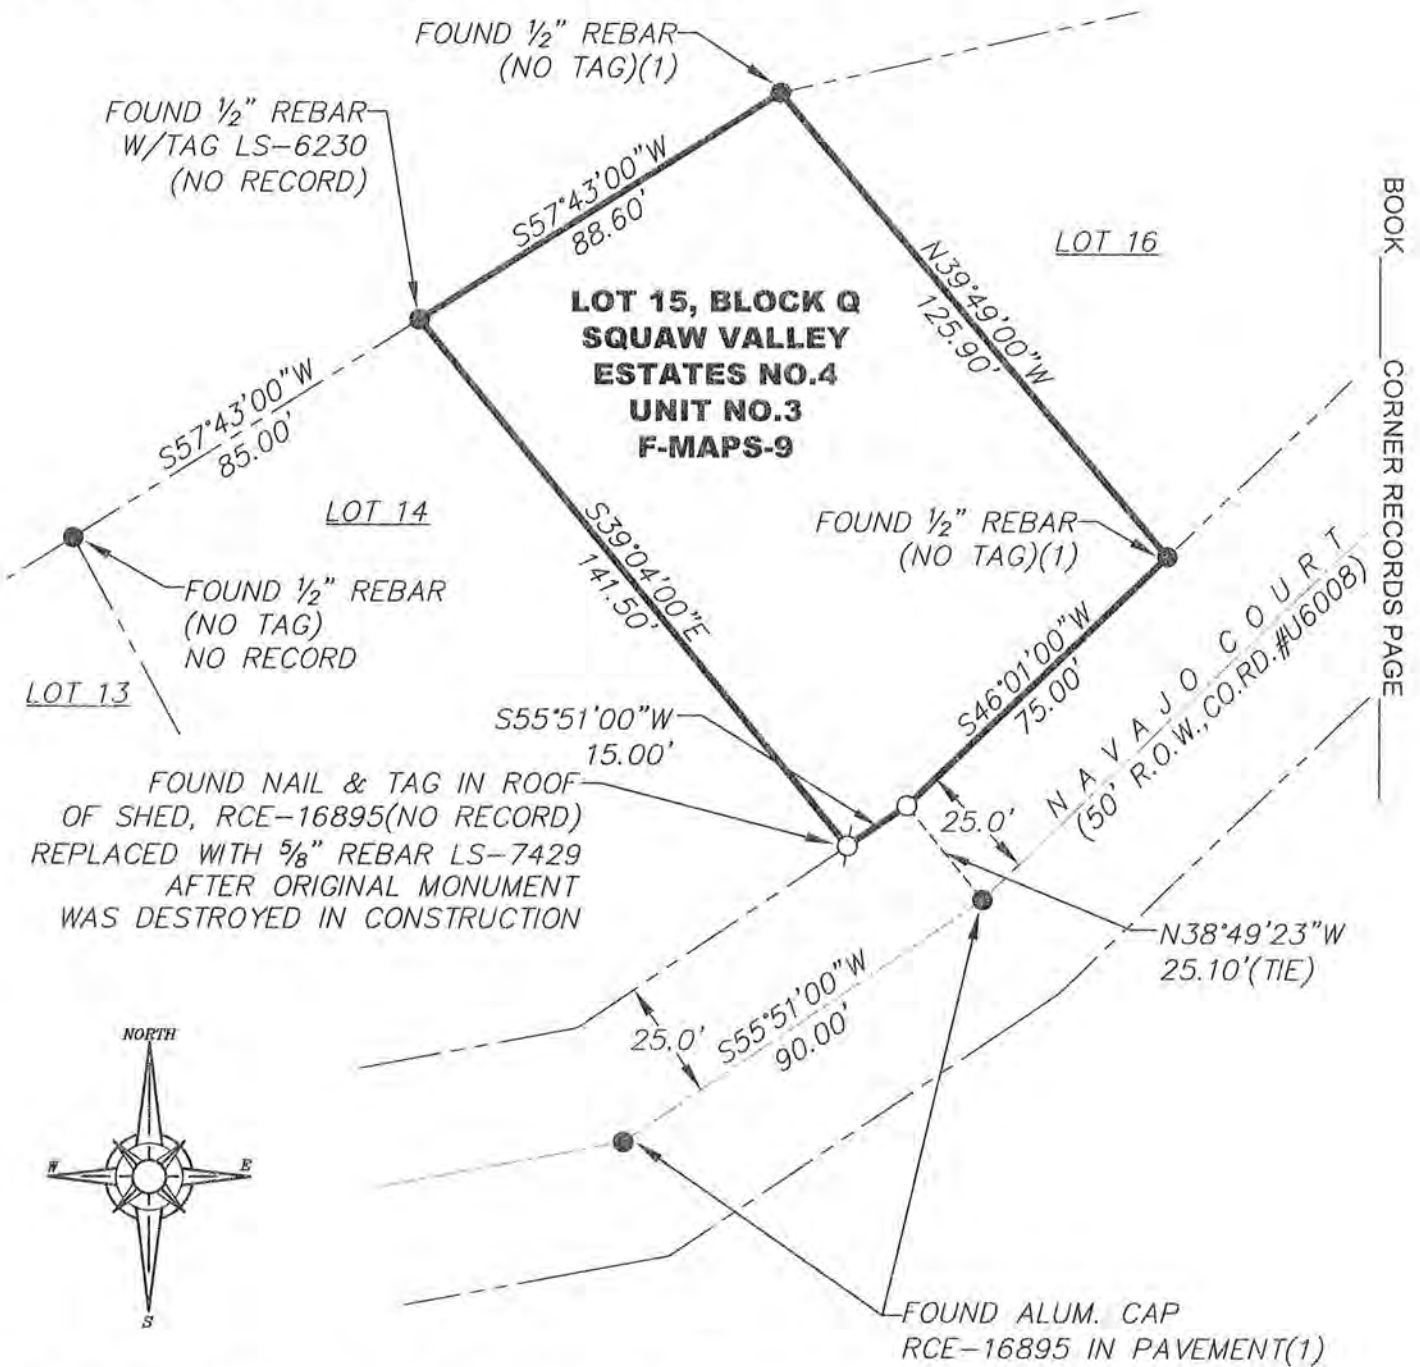 FOUND ½" REBAR
(NO TAG)(1)
FOUND ½" REBAR
W/TAG LS-6230
(NO RECORD)
S57°43'00"W
88.60'
LOT 16
N39°49'00"W
125.90'
LOT 15, BLOCK Q
SQUAW VALLEY
ESTATES NO.4
UNIT NO.3
F-MAPS-9
S57°43'00"W
85.00'
LOT 14
S39°04'00"E
141.50'
FOUND ½" REBAR
(NO TAG)(1)
FOUND ½" REBAR
(NO TAG)
NO RECORD
LOT 13
S46°01'00"W
75.00'
NAVAJO COURT
(50' R.O.W.,CO.RD.#U6008)
S55°51'00"W
15.00'
FOUND NAIL & TAG IN ROOF
OF SHED, RCE-16895(NO RECORD)
REPLACED WITH ⅝" REBAR LS-7429
AFTER ORIGINAL MONUMENT
WAS DESTROYED IN CONSTRUCTION
25.0'
N38°49'23"W
25.10'(TIE)
25.0'
S55°51'00"W
90.00'
NORTH
W
E
S
FOUND ALUM. CAP
RCE-16895 IN PAVEMENT(1)
BOOK ____ CORNER RECORDS PAGE ____